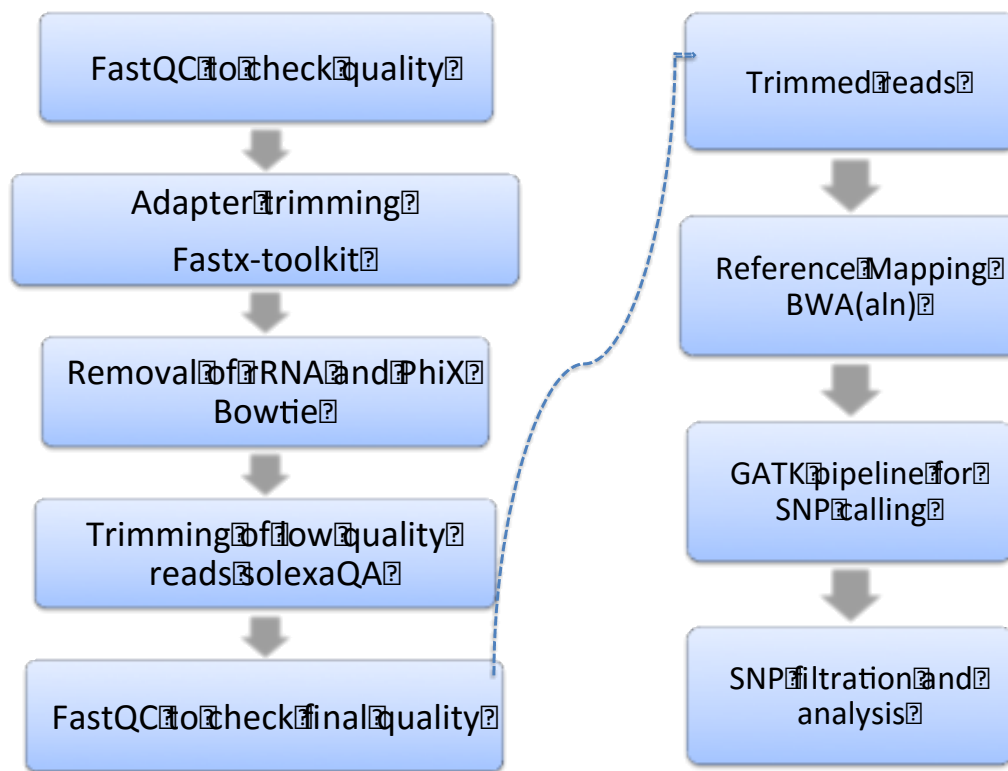 FastQC to check quality
Adapter trimming
Fastx-toolkit
Removal of rRNA and PhiX
Bowtie
Trimming of low quality
reads solexaQA
FastQC to check final quality
Trimmed reads
Reference Mapping
BWA(aln)
GATK pipeline for
SNP calling
SNP filtration and
analysis